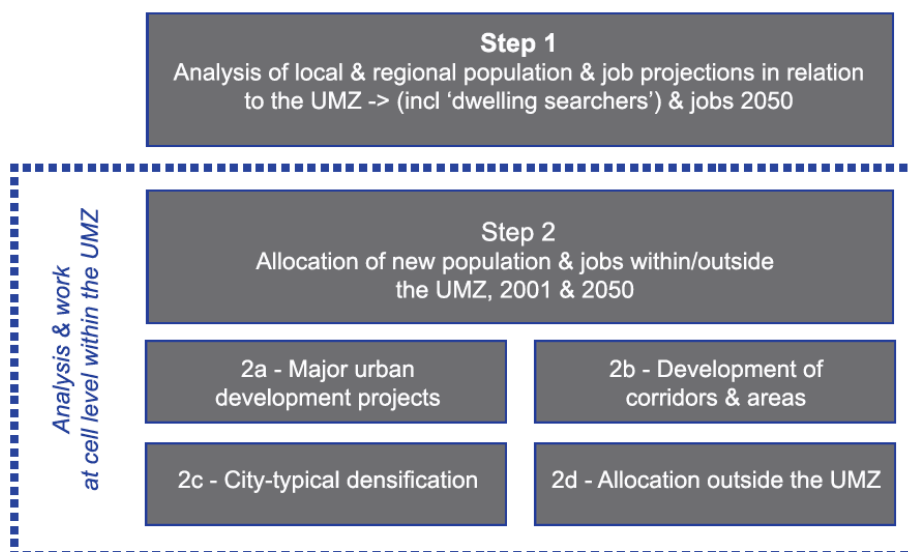 Step 1
Analysis of local & regional population & job projections in relation
to the UMZ -> (incl ‘dwelling searchers’) & jobs 2050
Analysis & work
at cell level within the UMZ
Step 2
Allocation of new population & jobs within/outside
the UMZ, 2001 & 2050
2a - Major urban
development projects
2b - Development of
corridors & areas
2c - City-typical densification
2d - Allocation outside the UMZ